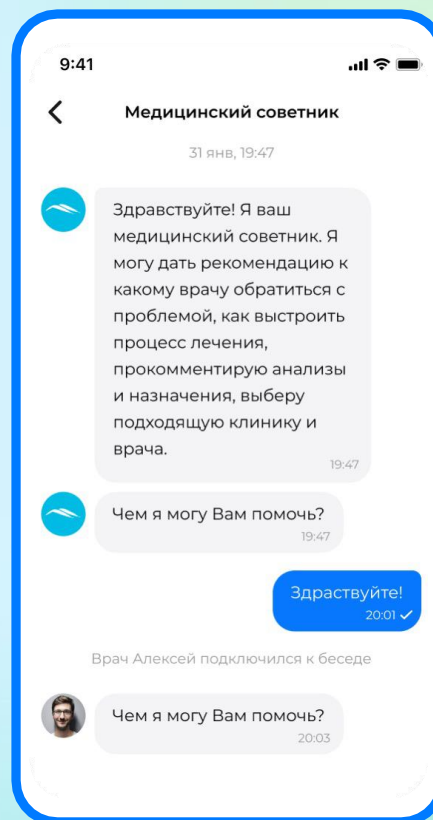 9:41
Медицинский советник
31 янв, 19:47
Здравствуйте! Я ваш
медицинский советник. Я
могу дать рекомендацию к
какому врачу обратиться с
проблемой, как выстроить
процесс лечения,
прокомментирую анализы
и назначения, выберу
подходящую клинику и
врача.
19:47
Чем я могу Вам помочь?
19:47
Здраствуйте!
20:01
Врач Алексей подключился к беседе
Чем я могу Вам помочь?
20:03